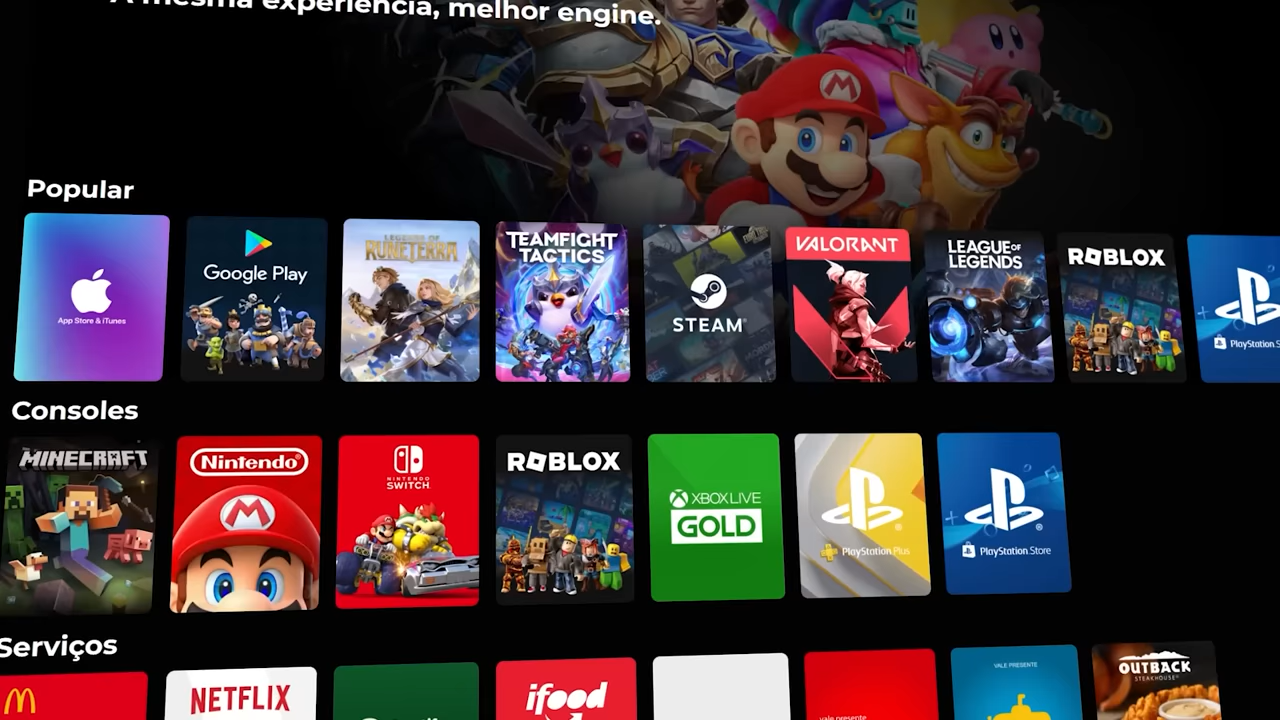 A mesma experiência, melhor engine.
Popular
App Store & iTunes
Google Play
LEGENDS OF
RUNETERRA
TEAMFIGHT
TACTICS
STEAM
VALORANT
LEAGUE OF
LEGENDS
ROBLOX
PlayStation S
Consoles
MINECRAFT
Nintendo
NINTENDO
SWITCH
ROBLOX
XBOX LIVE
GOLD
PlayStation Plus
PlayStation Store
Serviços
NETFLIX
ifood
vale presente
VALE PRESENTE
OUTBACK
STEAKHOUSE